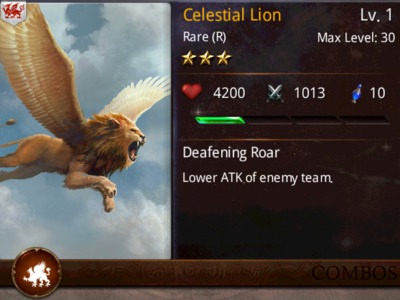 Celestial Lion Lv. 1
Rare (R) Max Level: 30
4200 1013 10
Deafening Roar
Lower ATK of enemy team.
COMBOS